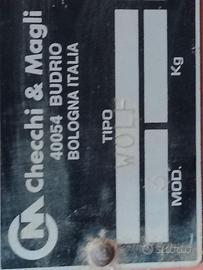 CM Checchi & Magli
40054 BUDRIO
BOLOGNA ITALIA
TIPO
WOLF
Kg
MOD.